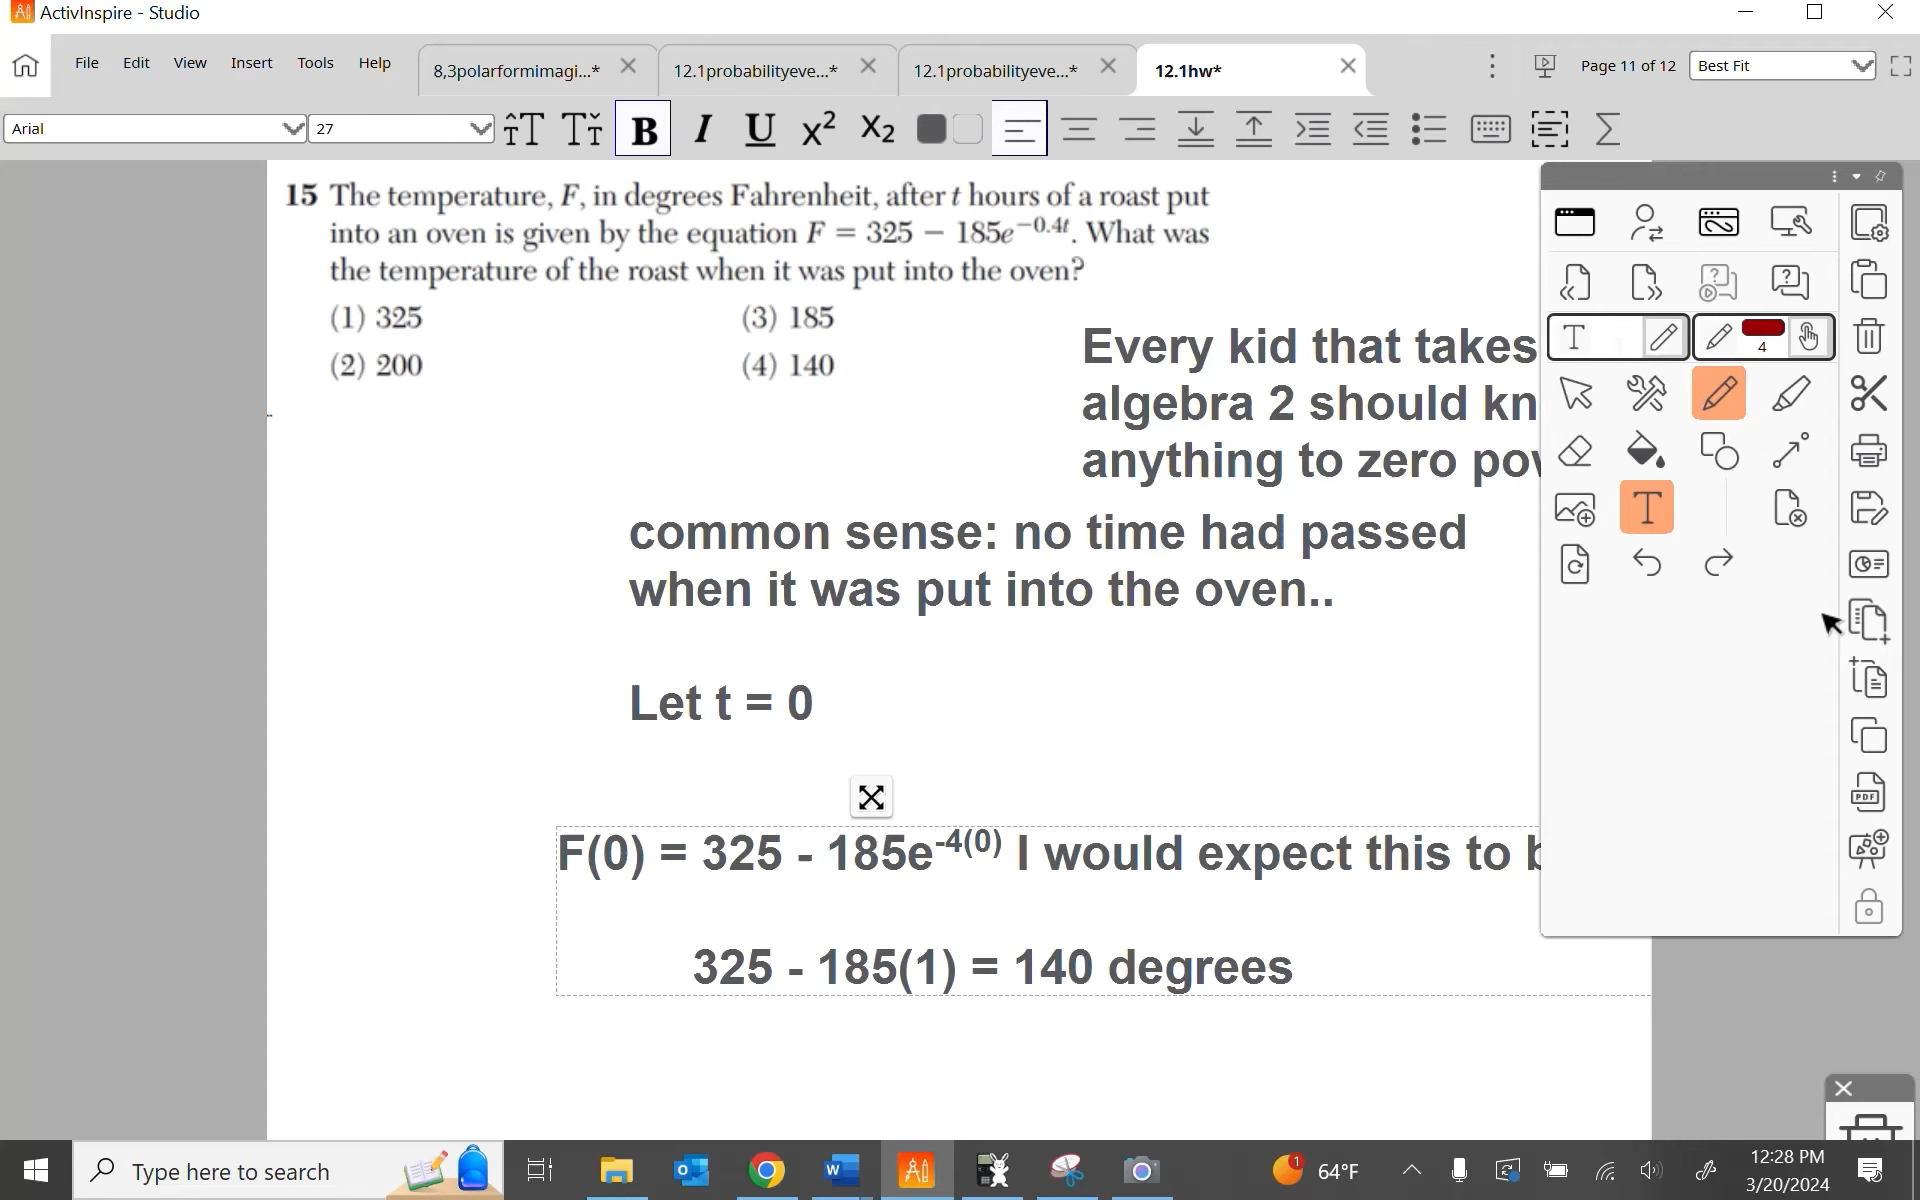 ActivInspire - Studio
File Edit View Insert Tools Help
8,3polarformimagi...*
12.1probabilityeve...*
12.1probabilityeve...*
12.1hw*
Page 11 of 12
Best Fit
Arial
27
B I U x² X₂ Σ
15 The temperature, F, in degrees Fahrenheit, after t hours of a roast put
into an oven is given by the equation F = 325 − 185e^−0.4t. What was
the temperature of the roast when it was put into the oven?
(1) 325 (3) 185
(2) 200 (4) 140
Every kid that takes
algebra 2 should kn
anything to zero pov
common sense: no time had passed
when it was put into the oven..
Let t = 0
F(0) = 325 - 185e^-4(0) I would expect this to b
325 - 185(1) = 140 degrees
T
4
T
PDF
Type here to search
1
64°F
12:28 PM
3/20/2024